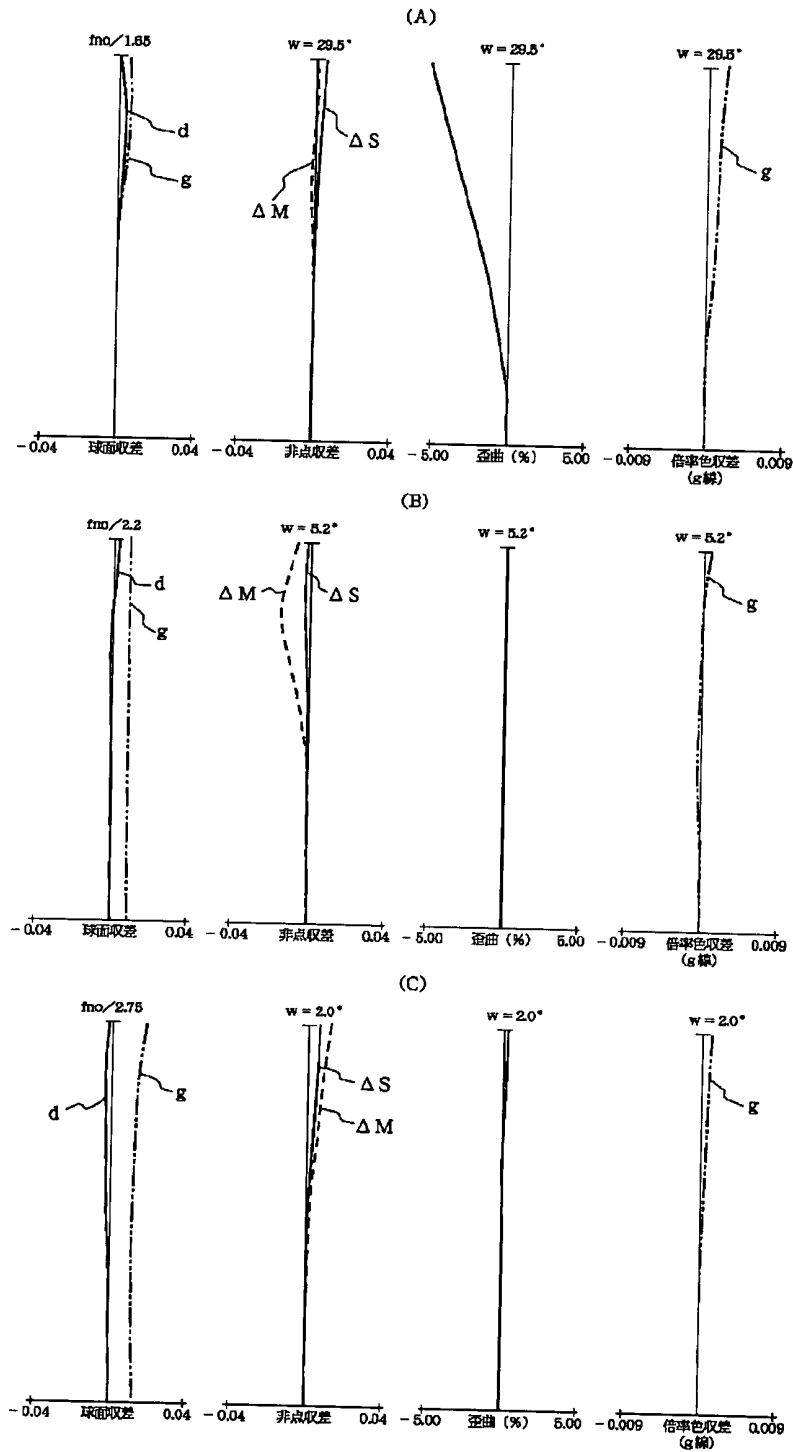 (A)
fno/1.65
w = 29.5°
w = 29.5°
w = 29.5°
d
g
ΔS
ΔM
g
-0.04 球面収差 0.04
-0.04 非点収差 0.04
-5.00 歪曲 (%) 5.00
-0.009 倍率色収差 0.009
(g線)
(B)
fno/2.2
w = 5.2°
w = 5.2°
w = 5.2°
d
g
ΔM
ΔS
g
-0.04 球面収差 0.04
-0.04 非点収差 0.04
-5.00 歪曲 (%) 5.00
-0.009 倍率色収差 0.009
(g線)
(C)
fno/2.75
w = 2.0°
w = 2.0°
w = 2.0°
d
g
ΔS
ΔM
g
-0.04 球面収差 0.04
-0.04 非点収差 0.04
-5.00 歪曲 (%) 5.00
-0.009 倍率色収差 0.009
(g線)